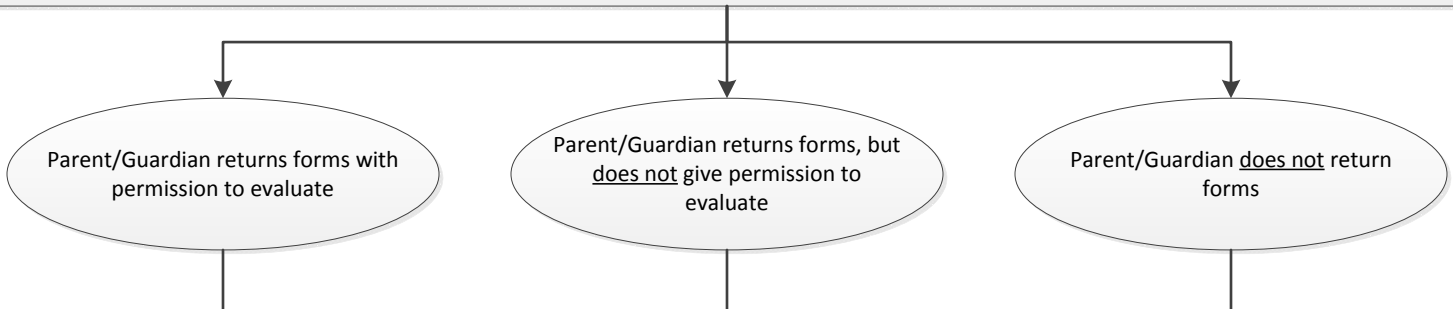 Parent/Guardian returns forms with
permission to evaluate
Parent/Guardian returns forms, but
does not give permission to
evaluate
Parent/Guardian does not return
forms